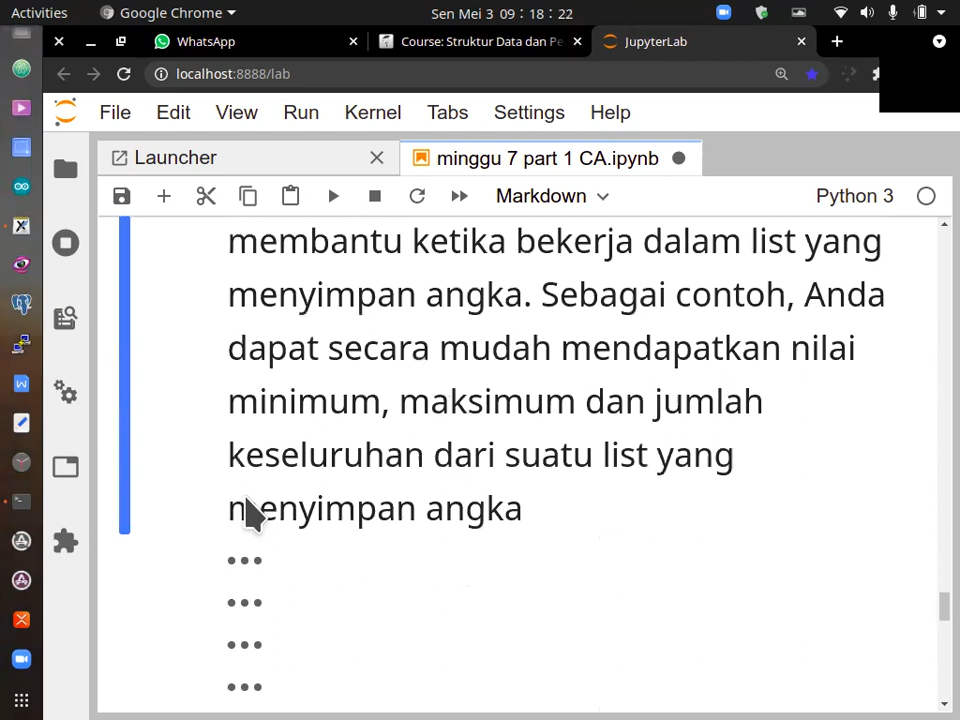 Activities
Google Chrome
Sen Mei 3 09:18:22
WhatsApp
Course: Struktur Data dan Pe
JupyterLab
localhost:8888/lab
File Edit View Run Kernel Tabs Settings Help
Launcher
minggu 7 part 1 CA.ipynb
Markdown
Python 3
membantu ketika bekerja dalam list yang
menyimpan angka. Sebagai contoh, Anda
dapat secara mudah mendapatkan nilai
minimum, maksimum dan jumlah
keseluruhan dari suatu list yang
menyimpan angka